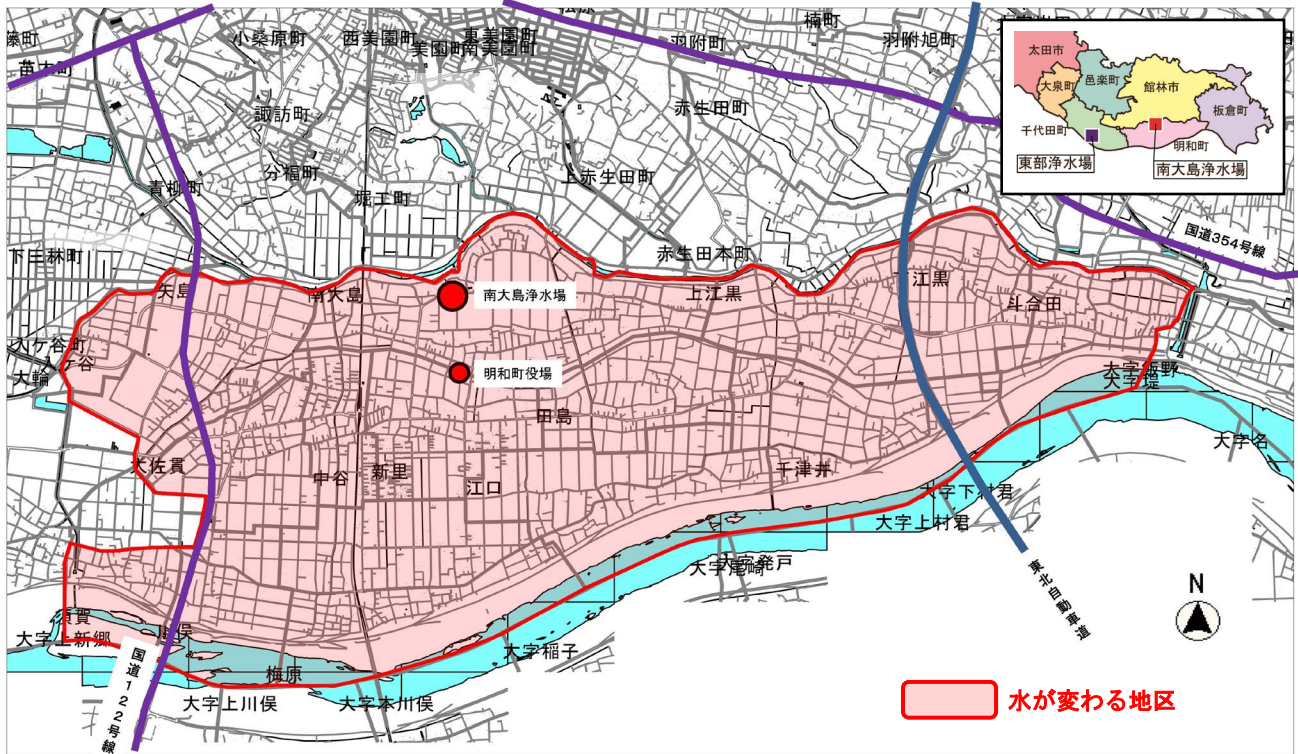 藤町
苗木町
小桑原町
西美園町
東美園町
美園町
南美園町
楠町
羽附町
羽附旭町
諏訪町
赤生田町
分福町
青柳町
堀工町
上赤生田町
下三林町
赤生田本町
国道354号線
太田市
大泉町
邑楽町
館林市
板倉町
千代田町
明和町
東部浄水場
南大島浄水場
矢島
南大島
南大島浄水場
上江黒
江黒
斗合田
入ケ谷町
入ケ谷
大輪
明和町役場
大字飯野
大字堤
田島
大字名
大佐貫
中谷
新里
江口
千津井
大字下村君
大字上村君
大字発戸
大字尾崎
東北自動車道
N
須賀
大字上新郷
川俣
国道122号線
梅原
大字稲子
大字上川俣
大字本川俣
水が変わる地区